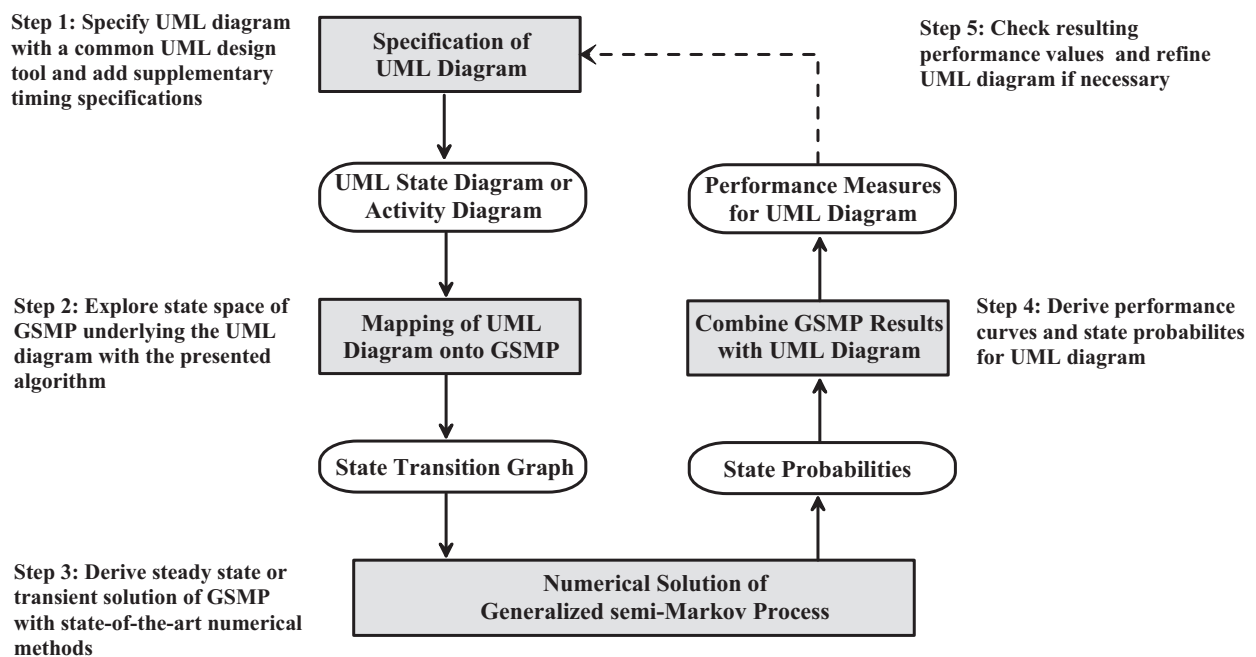 Step 1: Specify UML diagram
with a common UML design
tool and add supplementary
timing specifications
Specification of
UML Diagram
Step 5: Check resulting
performance values and refine
UML diagram if necessary
UML State Diagram or
Activity Diagram
Performance Measures
for UML Diagram
Step 2: Explore state space of
GSMP underlying the UML
diagram with the presented
algorithm
Mapping of UML
Diagram onto GSMP
Combine GSMP Results
with UML Diagram
Step 4: Derive performance
curves and state probabilites
for UML diagram
State Transition Graph
State Probabilities
Step 3: Derive steady state or
transient solution of GSMP
with state-of-the-art numerical
methods
Numerical Solution of
Generalized semi-Markov Process